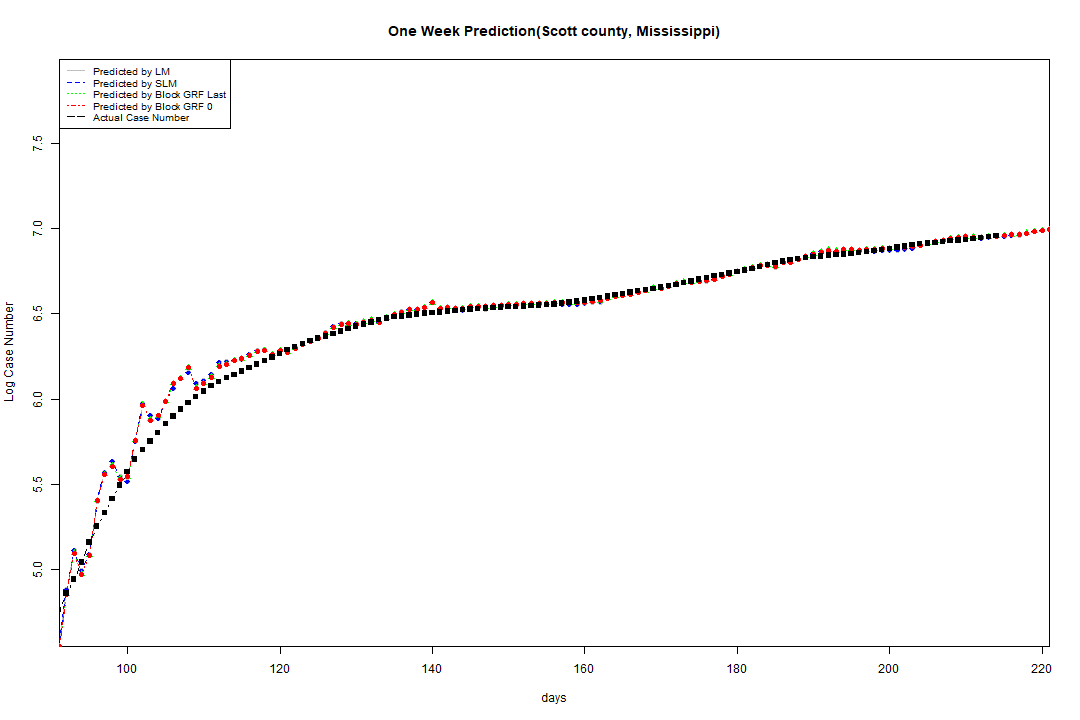 One Week Prediction(Scott county, Mississippi)
Predicted by LM
Predicted by SLM
Predicted by Block GRF Last
Predicted by Block GRF 0
Actual Case Number
7.5
7.0
6.5
6.0
5.5
5.0
Log Case Number
100 120 140 160 180 200 220
days